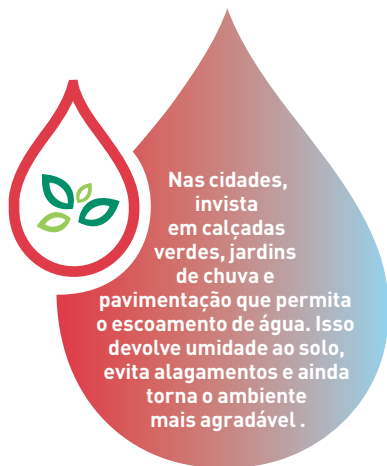 Nas cidades,
invista
em calçadas
verdes, jardins
de chuva e
pavimentação que permita
o escoamento de água. Isso
devolve umidade ao solo,
evita alagamentos e ainda
torna o ambiente
mais agradável .